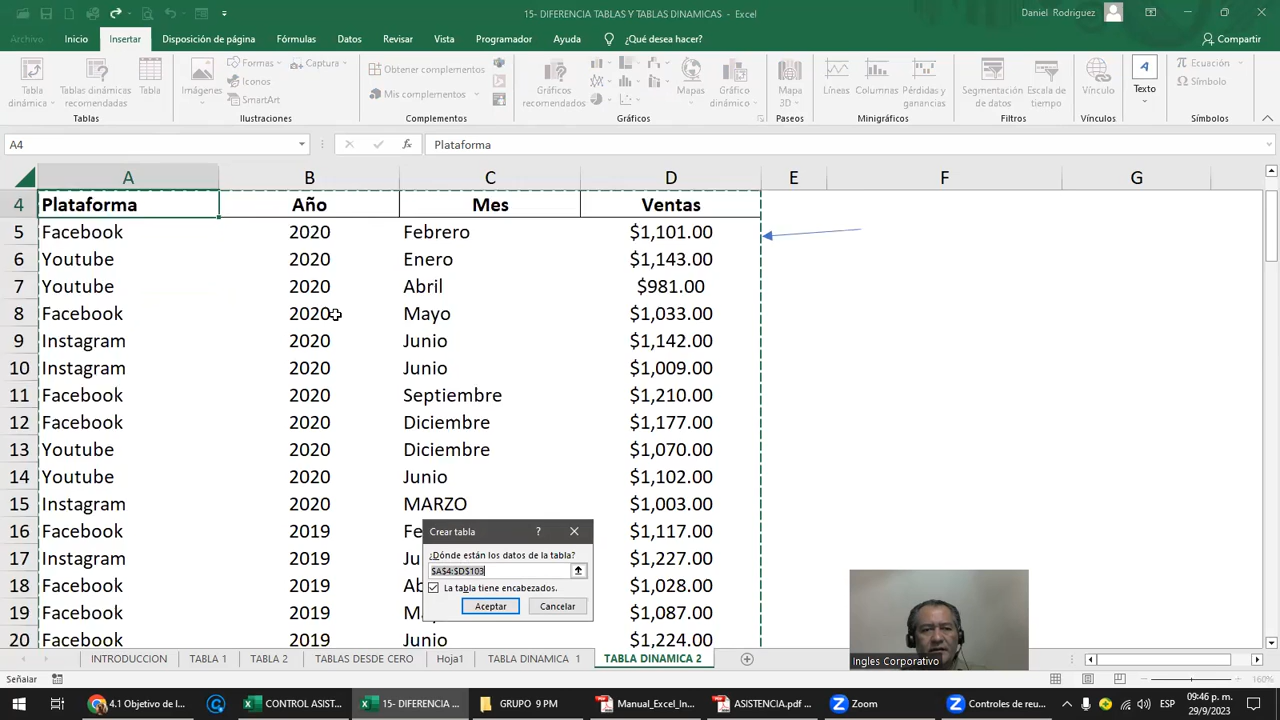 15- DIFERENCIA TABLAS Y TABLAS DINAMICAS - Excel
Daniel Rodriguez
Archivo Inicio Insertar Disposición de página Fórmulas Datos Revisar Vista Programador Ayuda ¿Qué desea hacer? Compartir
Tabla dinámica
Tablas dinámicas recomendadas
Tabla
Tablas
Imágenes
Formas
Iconos
SmartArt
Captura
Ilustraciones
Obtener complementos
Mis complementos
Complementos
Gráficos recomendados
Mapas
Gráfico dinámico
Gráficos
Mapa 3D
Paseos
Líneas
Columnas
Pérdidas y ganancias
Minigráficos
Segmentación de datos
Escala de tiempo
Filtros
Vínculo
Vínculos
Texto
Ecuación
Símbolo
Símbolos
A4 fx Plataforma
A B C D E F G
4 Plataforma Año Mes Ventas
5 Facebook 2020 Febrero $1,101.00
6 Youtube 2020 Enero $1,143.00
7 Youtube 2020 Abril $981.00
8 Facebook 2020 Mayo $1,033.00
9 Instagram 2020 Junio $1,142.00
10 Instagram 2020 Junio $1,009.00
11 Facebook 2020 Septiembre $1,210.00
12 Facebook 2020 Diciembre $1,177.00
13 Youtube 2020 Diciembre $1,070.00
14 Youtube 2020 Junio $1,102.00
15 Instagram 2020 MARZO $1,003.00
16 Facebook 2019 Fe $1,117.00
17 Instagram 2019 Ju $1,227.00
18 Facebook 2019 Ab $1,028.00
19 Facebook 2019 Ma $1,087.00
20 Facebook 2019 Junio $1,224.00
Crear tabla ?
¿Dónde están los datos de la tabla?
$A$4:$D$103
La tabla tiene encabezados.
Aceptar Cancelar
Ingles Corporativo
INTRODUCCION TABLA 1 TABLA 2 TABLAS DESDE CERO Hoja1 TABLA DINAMICA 1 TABLA DINAMICA 2
Señalar 160%
4.1 Objetivo de l... CONTROL ASIST... 15- DIFERENCIA ... GRUPO 9 PM Manual_Excel_In... ASISTENCIA.pdf ... Zoom Controles de reu... ESP
09:46 p. m.
29/9/2023